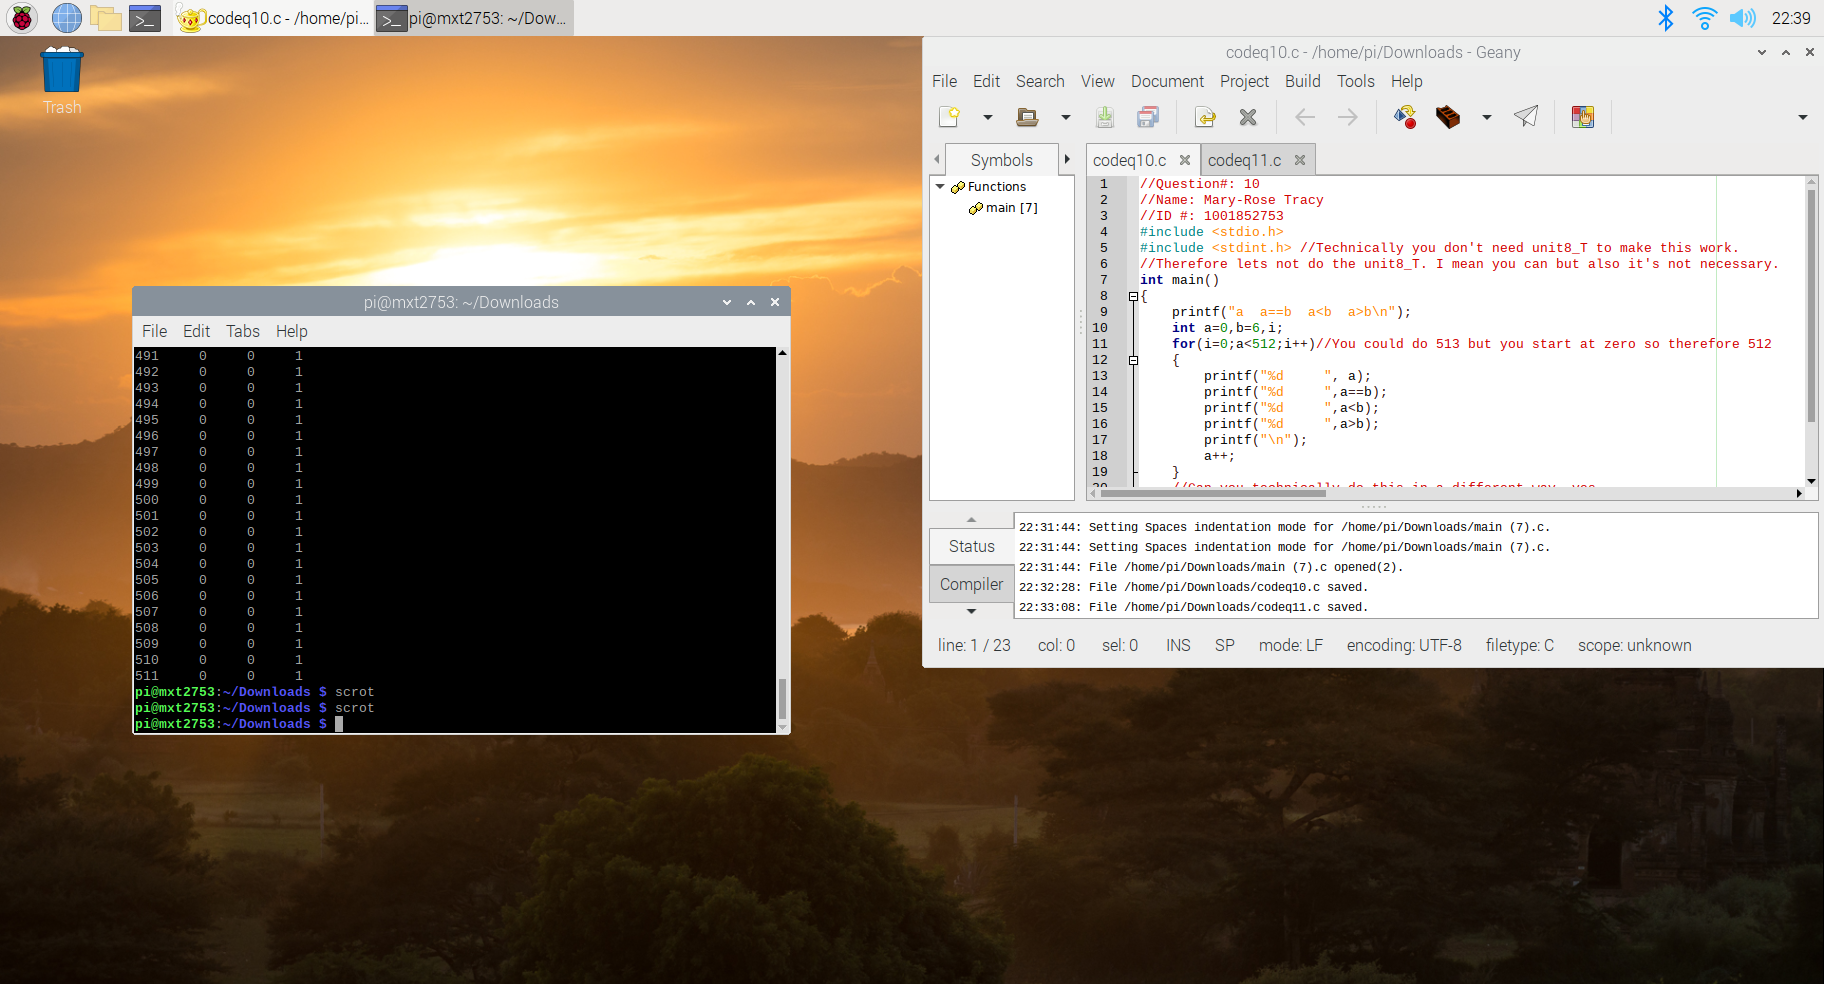 codeq10.c - /home/pi...
pi@mxt2753: ~/Dow...
22:39
Trash
codeq10.c - /home/pi/Downloads - Geany
File Edit Search View Document Project Build Tools Help
Symbols
Functions
main [7]
codeq10.c
codeq11.c
1 //Question#: 10
2 //Name: Mary-Rose Tracy
3 //ID #: 1001852753
4 #include <stdio.h>
5 #include <stdint.h> //Technically you don't need unit8_T to make this work.
6 //Therefore lets not do the unit8_T. I mean you can but also it's not necessary.
7 int main()
8 {
9     printf("a  a==b  a<b  a>b\n");
10     int a=0,b=6,i;
11     for(i=0;a<512;i++)//You could do 513 but you start at zero so therefore 512
12     {
13         printf("%d     ", a);
14         printf("%d     ",a==b);
15         printf("%d     ",a<b);
16         printf("%d     ",a>b);
17         printf("\n");
18         a++;
19     }
20     //Can you technically do this in a different way, yes
Status
Compiler
22:31:44: Setting Spaces indentation mode for /home/pi/Downloads/main (7).c.
22:31:44: Setting Spaces indentation mode for /home/pi/Downloads/main (7).c.
22:31:44: File /home/pi/Downloads/main (7).c opened(2).
22:32:28: File /home/pi/Downloads/codeq10.c saved.
22:33:08: File /home/pi/Downloads/codeq11.c saved.
line: 1 / 23 col: 0 sel: 0 INS SP mode: LF encoding: UTF-8 filetype: C scope: unknown
pi@mxt2753: ~/Downloads
File Edit Tabs Help
491 0 0 1
492 0 0 1
493 0 0 1
494 0 0 1
495 0 0 1
496 0 0 1
497 0 0 1
498 0 0 1
499 0 0 1
500 0 0 1
501 0 0 1
502 0 0 1
503 0 0 1
504 0 0 1
505 0 0 1
506 0 0 1
507 0 0 1
508 0 0 1
509 0 0 1
510 0 0 1
511 0 0 1
pi@mxt2753:~/Downloads $ scrot
pi@mxt2753:~/Downloads $ scrot
pi@mxt2753:~/Downloads $